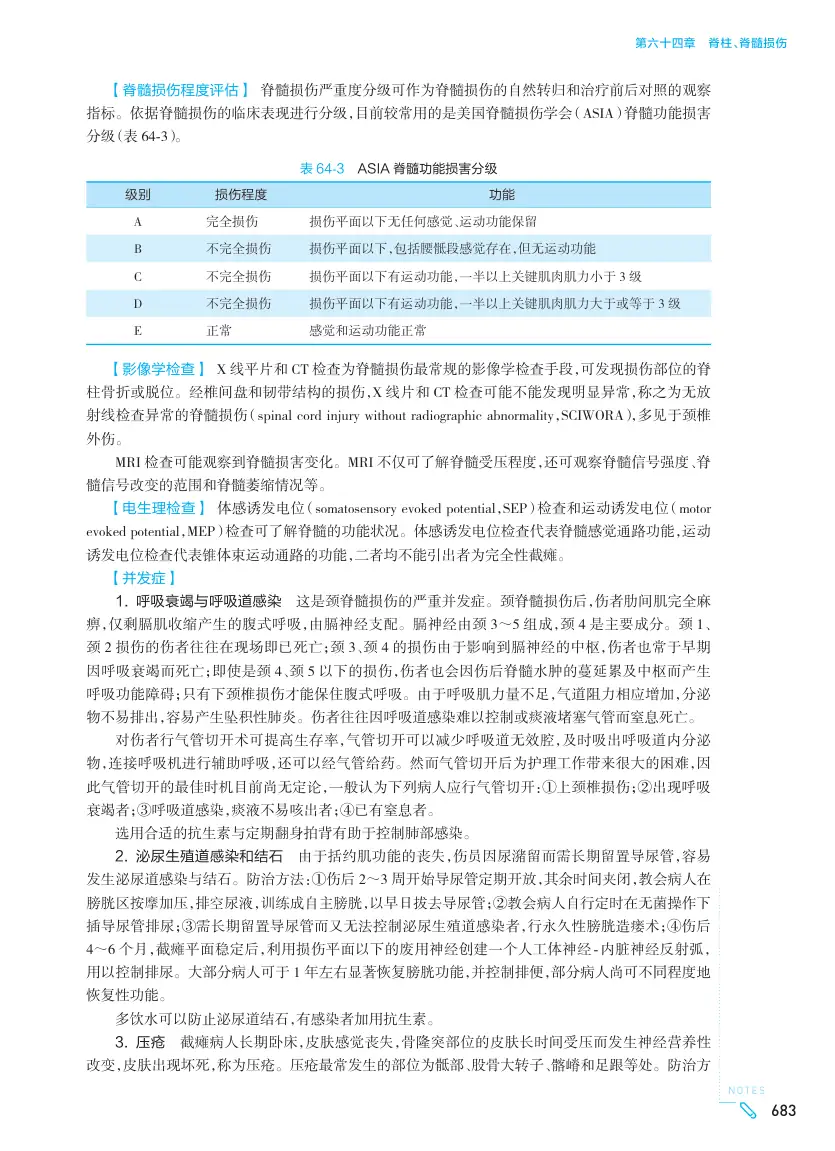 第六十四章 脊柱、脊髓损伤
【脊髓损伤程度评估】 脊髓损伤严重度分级可作为脊髓损伤的自然转归和治疗前后对照的观察
指标。依据脊髓损伤的临床表现进行分级,目前较常用的是美国脊髓损伤学会(ASIA)脊髓功能损害
分级(表 64-3)。
表 64-3 ASIA 脊髓功能损害分级
级别 损伤程度 功能
A 完全损伤 损伤平面以下无任何感觉、运动功能保留
B 不完全损伤 损伤平面以下,包括腰骶段感觉存在,但无运动功能
C 不完全损伤 损伤平面以下有运动功能,一半以上关键肌肉肌力小于 3 级
D 不完全损伤 损伤平面以下有运动功能,一半以上关键肌肉肌力大于或等于 3 级
E 正常 感觉和运动功能正常
【影像学检查】 X 线平片和 CT 检查为脊髓损伤最常规的影像学检查手段,可发现损伤部位的脊
柱骨折或脱位。经椎间盘和韧带结构的损伤,X 线片和 CT 检查可能不能发现明显异常,称之为无放
射线检查异常的脊髓损伤(spinal cord injury without radiographic abnormality,SCIWORA),多见于颈椎
外伤。
MRI 检查可能观察到脊髓损害变化。MRI 不仅可了解脊髓受压程度,还可观察脊髓信号强度、脊
髓信号改变的范围和脊髓萎缩情况等。
【电生理检查】 体感诱发电位(somatosensory evoked potential,SEP)检查和运动诱发电位(motor
evoked potential,MEP)检查可了解脊髓的功能状况。体感诱发电位检查代表脊髓感觉通路功能,运动
诱发电位检查代表锥体束运动通路的功能,二者均不能引出者为完全性截瘫。
【并发症】
1. 呼吸衰竭与呼吸道感染 这是颈脊髓损伤的严重并发症。颈脊髓损伤后,伤者肋间肌完全麻
痹,仅剩膈肌收缩产生的腹式呼吸,由膈神经支配。膈神经由颈 3～5 组成,颈 4 是主要成分。颈 1、
颈 2 损伤的伤者往往在现场即已死亡;颈 3、颈 4 的损伤由于影响到膈神经的中枢,伤者也常于早期
因呼吸衰竭而死亡;即使是颈 4、颈 5 以下的损伤,伤者也会因伤后脊髓水肿的蔓延累及中枢而产生
呼吸功能障碍;只有下颈椎损伤才能保住腹式呼吸。由于呼吸肌力量不足,气道阻力相应增加,分泌
物不易排出,容易产生坠积性肺炎。伤者往往因呼吸道感染难以控制或痰液堵塞气管而窒息死亡。
对伤者行气管切开术可提高生存率,气管切开可以减少呼吸道无效腔,及时吸出呼吸道内分泌
物,连接呼吸机进行辅助呼吸,还可以经气管给药。然而气管切开后为护理工作带来很大的困难,因
此气管切开的最佳时机目前尚无定论,一般认为下列病人应行气管切开:①上颈椎损伤;②出现呼吸
衰竭者;③呼吸道感染,痰液不易咳出者;④已有窒息者。
选用合适的抗生素与定期翻身拍背有助于控制肺部感染。
2. 泌尿生殖道感染和结石 由于括约肌功能的丧失,伤员因尿潴留而需长期留置导尿管,容易
发生泌尿道感染与结石。防治方法:①伤后 2～3 周开始导尿管定期开放,其余时间夹闭,教会病人在
膀胱区按摩加压,排空尿液,训练成自主膀胱,以早日拔去导尿管;②教会病人自行定时在无菌操作下
插导尿管排尿;③需长期留置导尿管而又无法控制泌尿生殖道感染者,行永久性膀胱造瘘术;④伤后
4～6 个月,截瘫平面稳定后,利用损伤平面以下的废用神经创建一个人工体神经-内脏神经反射弧,
用以控制排尿。大部分病人可于 1 年左右显著恢复膀胱功能,并控制排便,部分病人尚可不同程度地
恢复性功能。
多饮水可以防止泌尿道结石,有感染者加用抗生素。
3. 压疮 截瘫病人长期卧床,皮肤感觉丧失,骨隆突部位的皮肤长时间受压而发生神经营养性
改变,皮肤出现坏死,称为压疮。压疮最常发生的部位为骶部、股骨大转子、髂嵴和足跟等处。防治方
NOTES
683